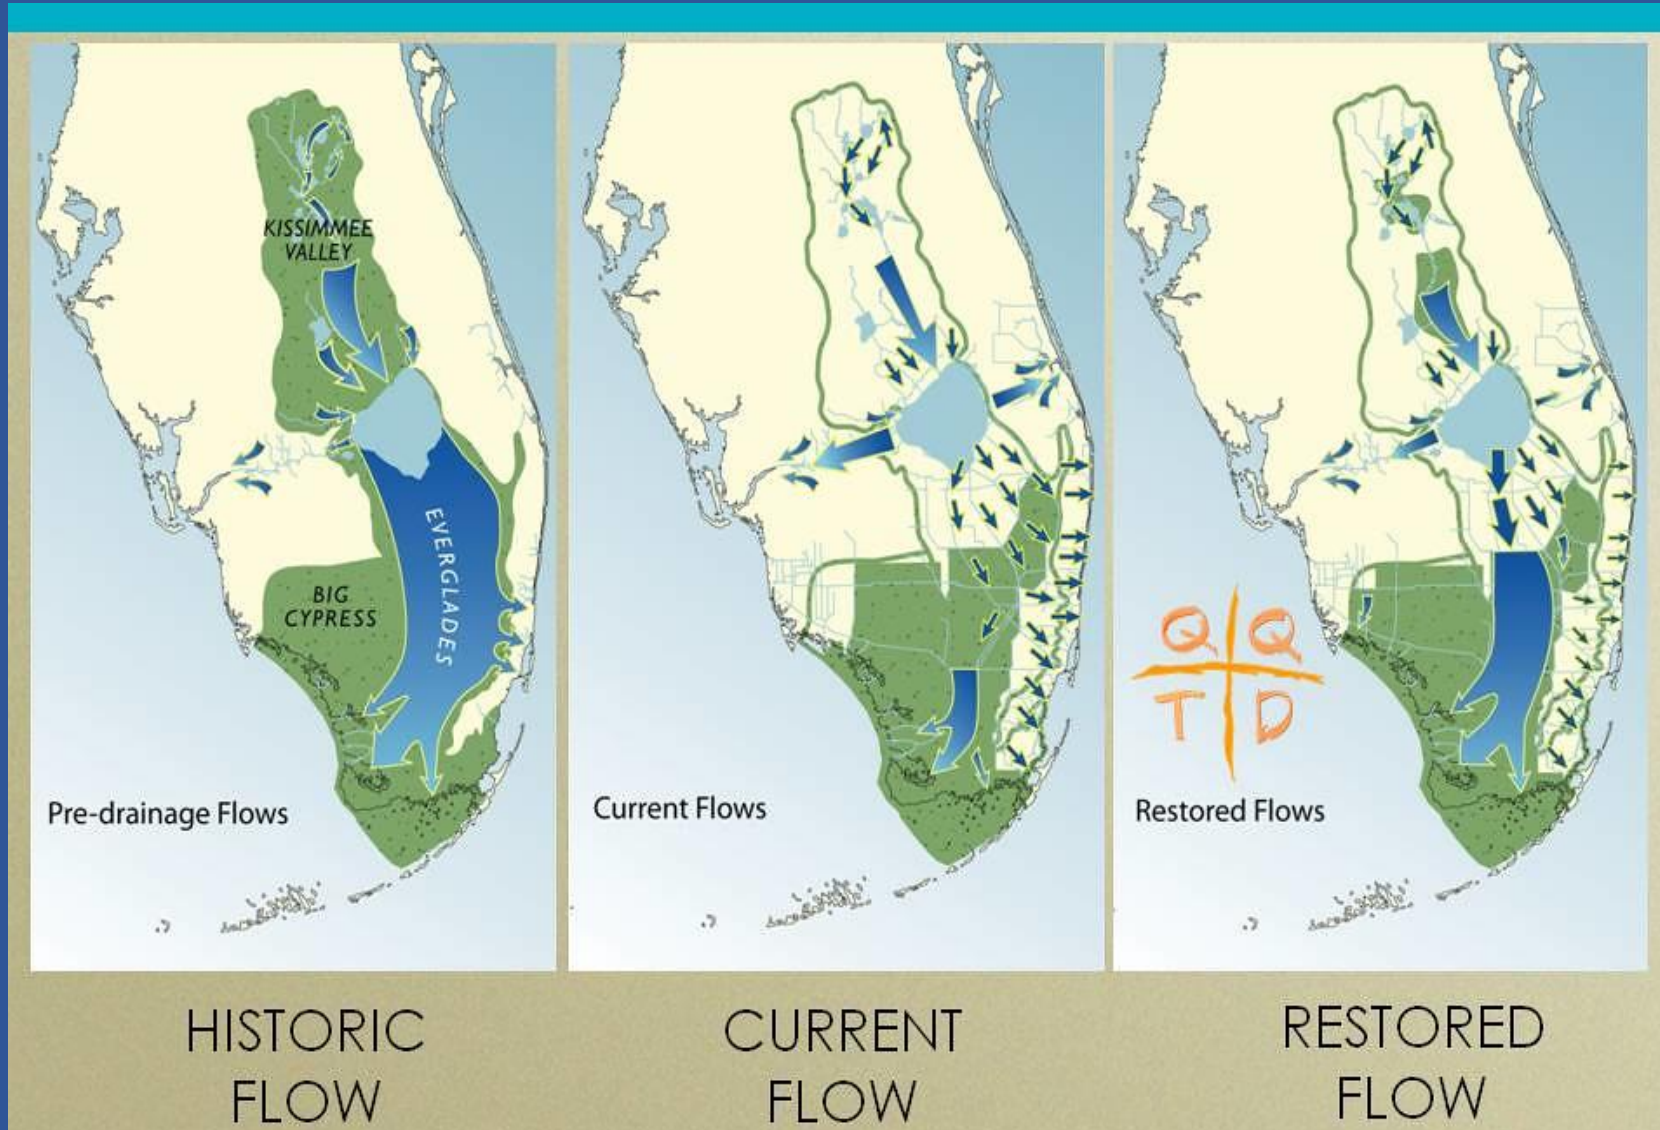 KISSIMMEE
VALLEY
EVERGLADES
BIG
CYPRESS
Pre-drainage Flows
Current Flows
Q Q
T D
Restored Flows
HISTORIC
FLOW
CURRENT
FLOW
RESTORED
FLOW